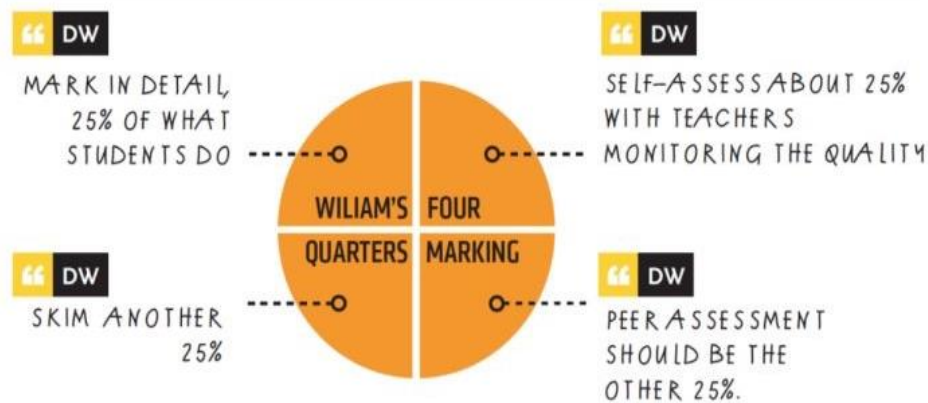 DW
MARK IN DETAIL,
25% OF WHAT
STUDENTS DO
DW
SELF-ASSESS ABOUT 25%
WITH TEACHERS
MONITORING THE QUALITY
WILIAM'S FOUR
QUARTERS MARKING
DW
SKIM ANOTHER
25%
DW
PEER ASSESSMENT
SHOULD BE THE
OTHER 25%.